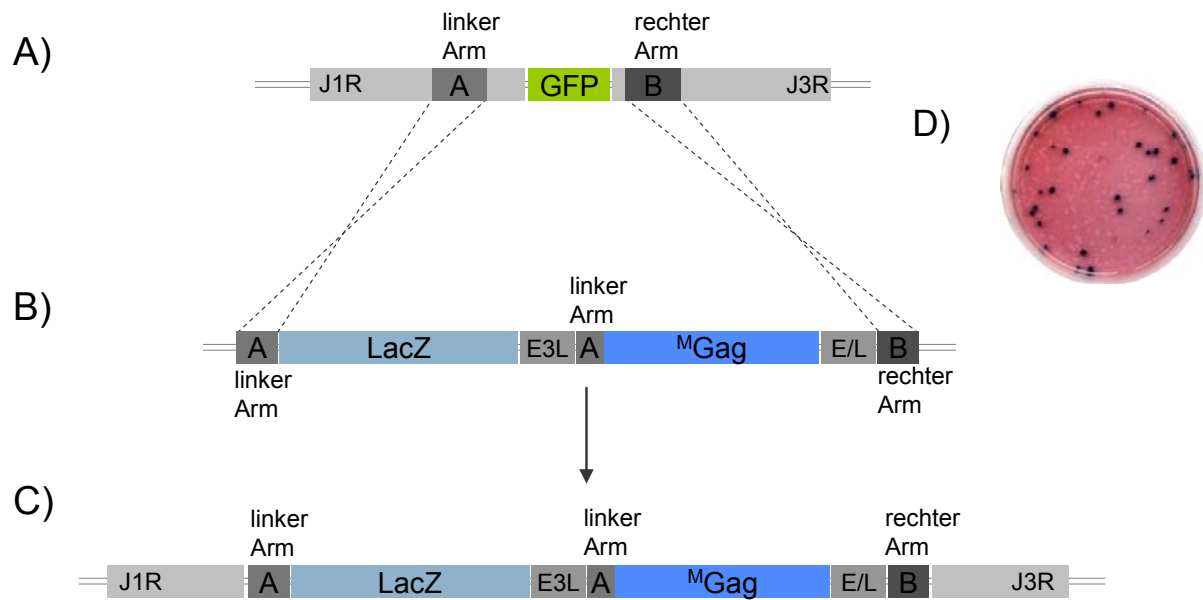 A)
linker
Arm
rechter
Arm
J1R A GFP B J3R
D)
B)
linker
Arm
A LacZ E3L A ᴹGag E/L B
linker
Arm
rechter
Arm
C)
linker
Arm
linker
Arm
rechter
Arm
J1R A LacZ E3L A ᴹGag E/L B J3R